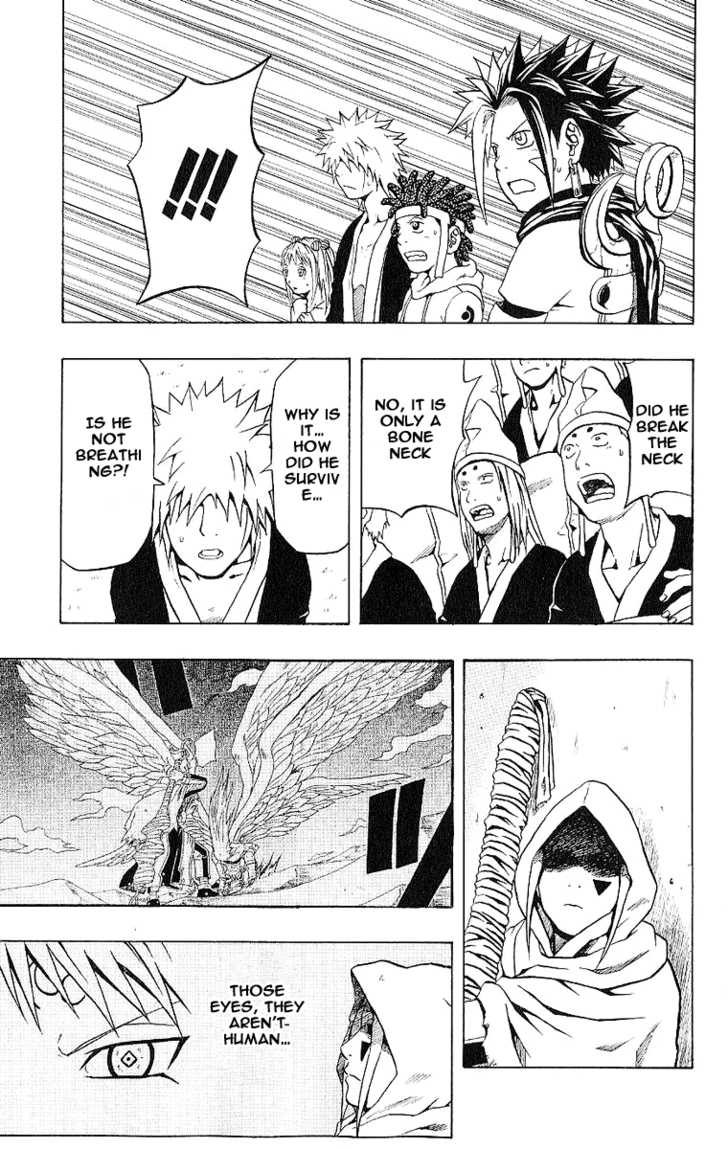 !!!
DID HE
BREAK
THE
NECK
NO, IT IS
ONLY A
BONE
NECK
WHY IS
IT...
HOW
DID HE
SURVIV
E...
IS HE
NOT
BREATHI
NG?!
THOSE
EYES, THEY
AREN'T
HUMAN...